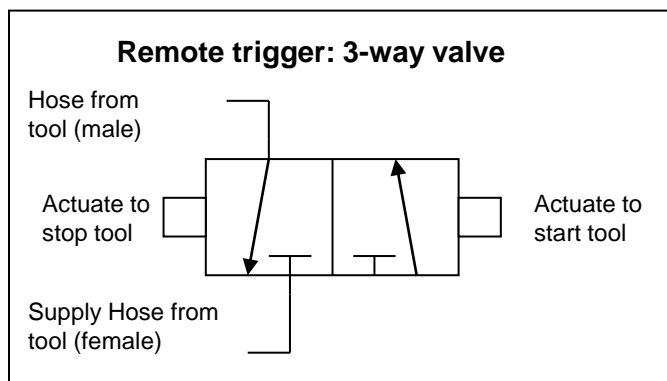 Remote trigger: 3-way valve
Hose from
tool (male)
Actuate to
stop tool
Actuate to
start tool
Supply Hose from
tool (female)